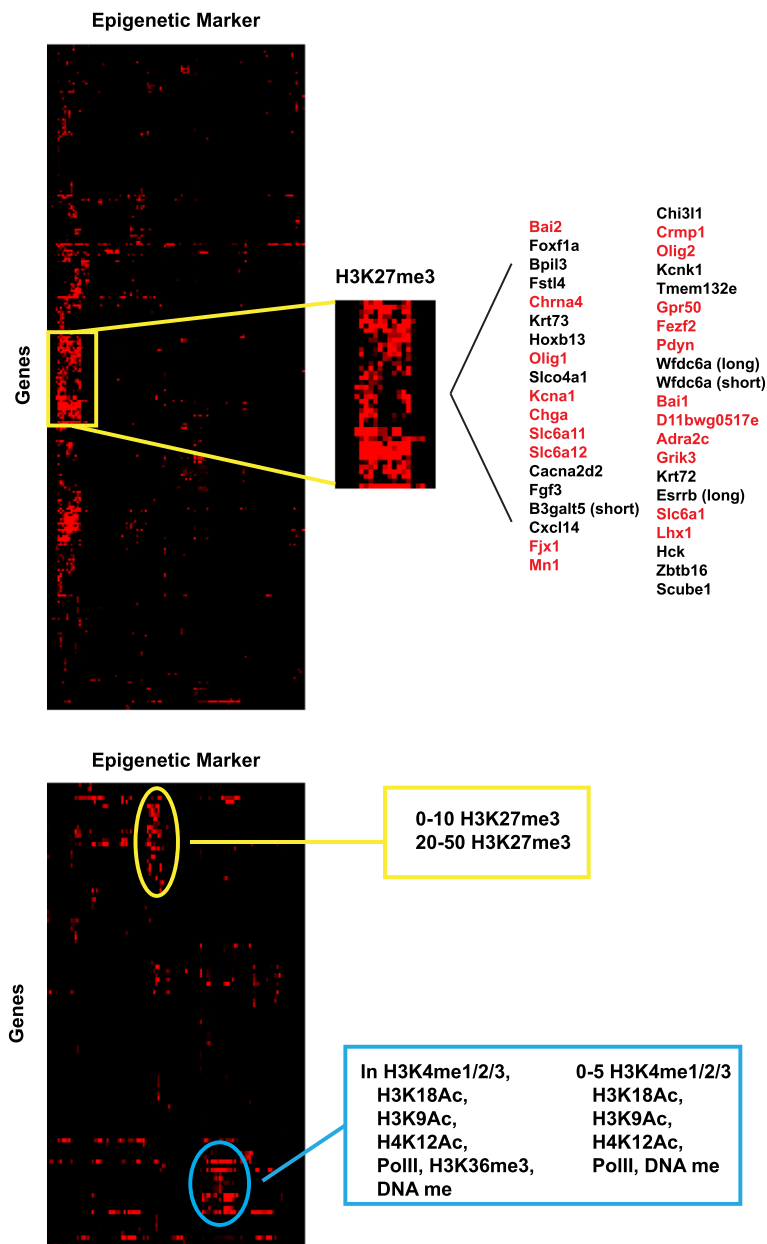 Epigenetic Marker
Genes
H3K27me3
Bai2
Foxf1a
Bpil3
Fstl4
Chrna4
Krt73
Hoxb13
Olig1
Slco4a1
Kcna1
Chga
Slc6a11
Slc6a12
Cacna2d2
Fgf3
B3galt5 (short)
Cxcl14
Fjx1
Mn1
Chi3l1
Crmp1
Olig2
Kcnk1
Tmem132e
Gpr50
Fezf2
Pdyn
Wfdc6a (long)
Wfdc6a (short)
Bai1
D11bwg0517e
Adra2c
Grik3
Krt72
Esrrb (long)
Slc6a1
Lhx1
Hck
Zbtb16
Scube1
Epigenetic Marker
Genes
0-10 H3K27me3
20-50 H3K27me3
In H3K4me1/2/3,
H3K18Ac,
H3K9Ac,
H4K12Ac,
PolII, H3K36me3,
DNA me
0-5 H3K4me1/2/3
H3K18Ac,
H3K9Ac,
H4K12Ac,
PolII, DNA me